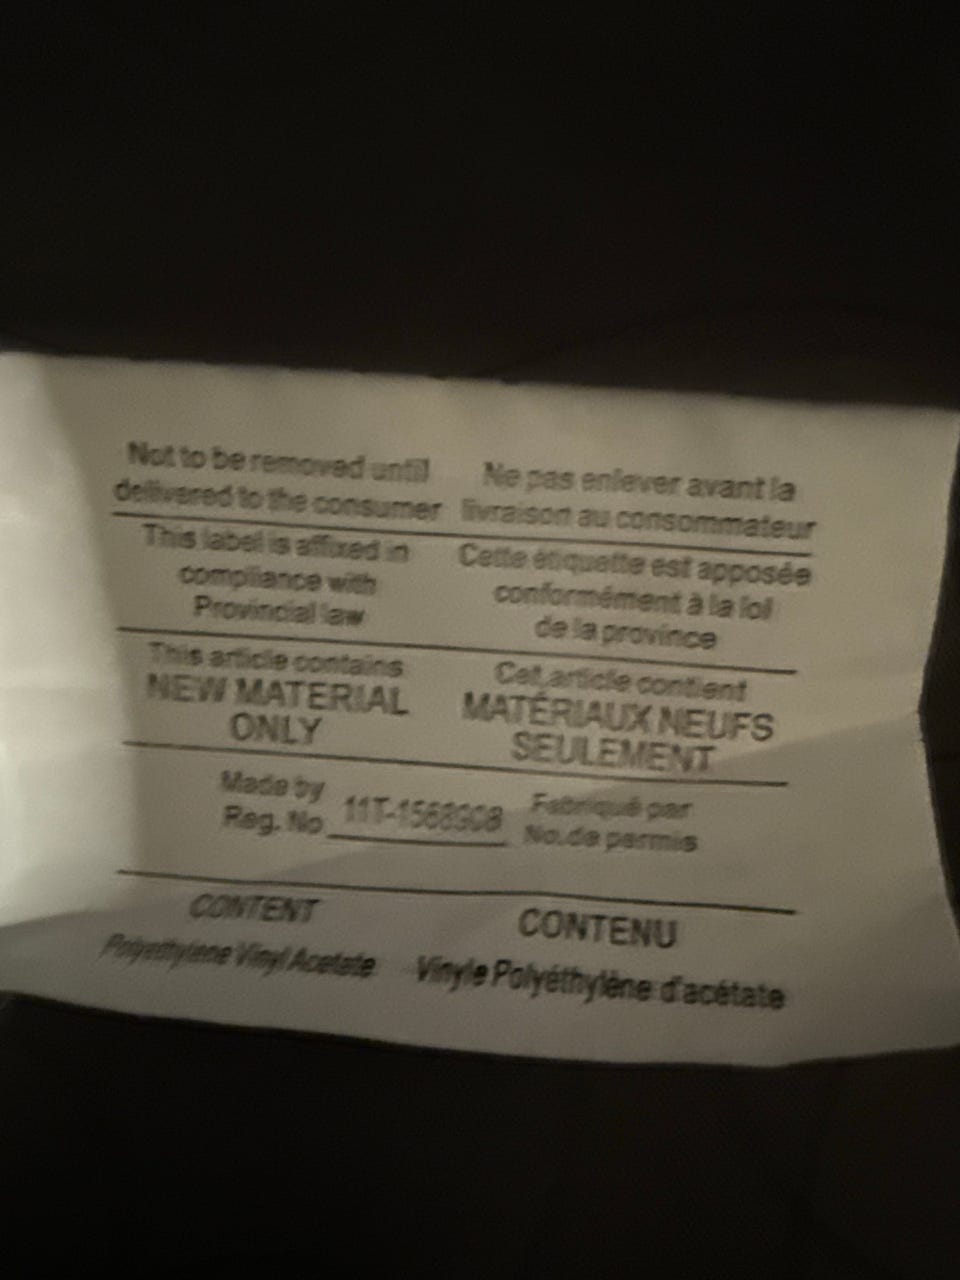 Not to be removed until
delivered to the consumer
Ne pas enlever avant la
livraison au consommateur
This label is affixed in
compliance with
Provincial law
Cette étiquette est apposée
conformément à la loi
de la province
This article contains
NEW MATERIAL
ONLY
Cet article contient
MATÉRIAUX NEUFS
SEULEMENT
Made by
Reg. No
Fabriqué par
No.de permis
CONTENT
Polyethylene Vinyl Acetate
CONTENU
Vinyle Polyéthylène d'acétate